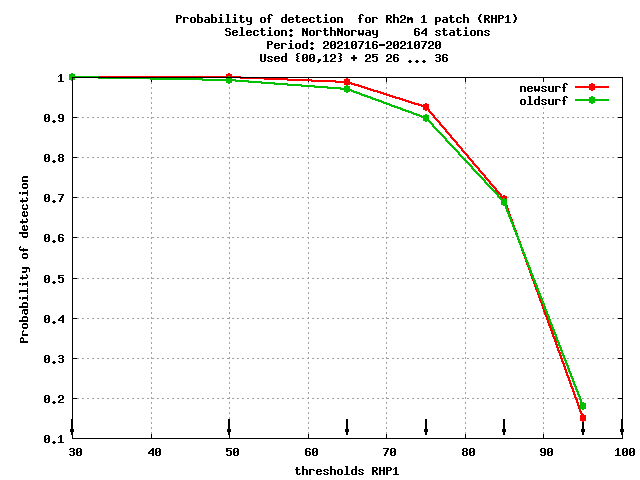 Probability of detection  for Rh2m 1 patch (RHP1)
Selection: NorthNorway     64 stations
Period: 20210716-20210720
Used {00,12} + 25 26 ... 36
newsurf
oldsurf
1
0.9
0.8
0.7
0.6
0.5
0.4
0.3
0.2
0.1
Probability of detection
30 40 50 60 70 80 90 100
thresholds RHP1